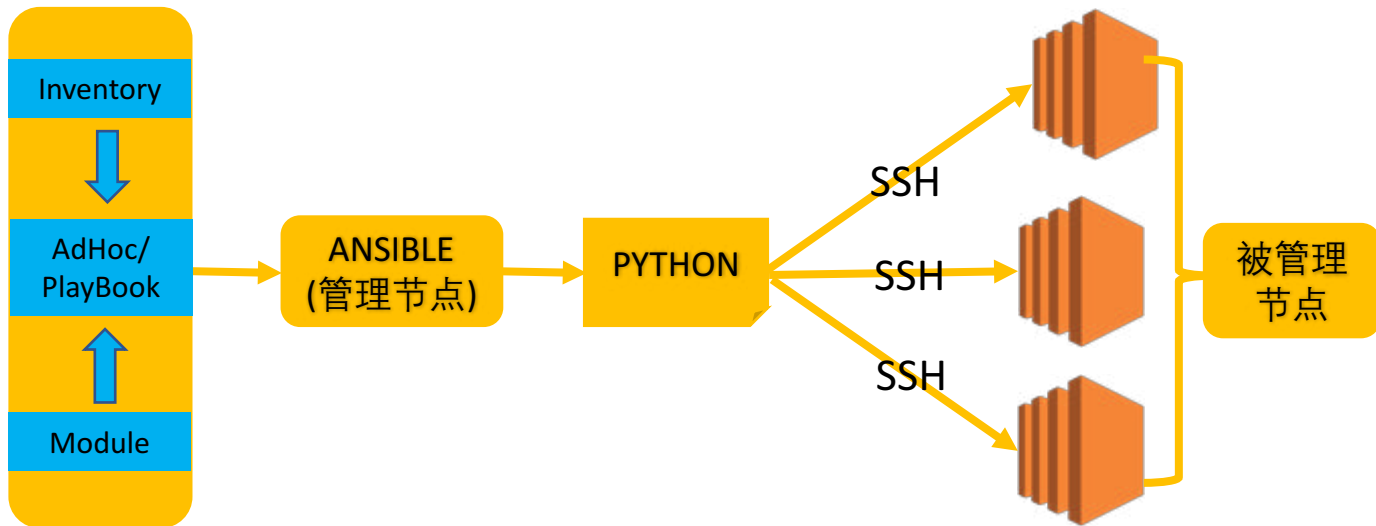 Inventory
AdHoc/
PlayBook
Module
ANSIBLE
(管理节点)
PYTHON
SSH
SSH
SSH
被管理
节点